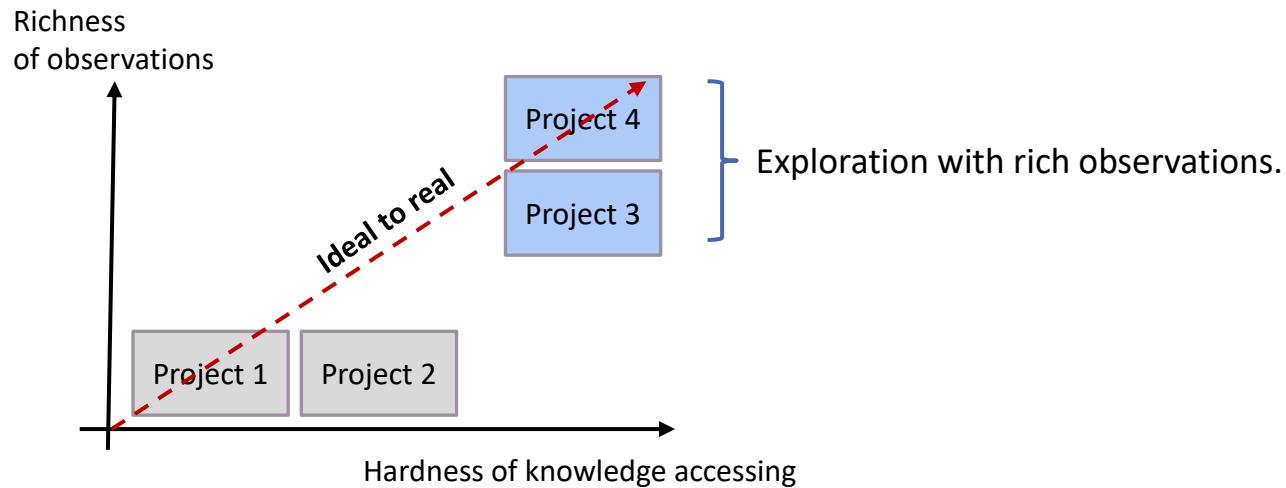 Richness
of observations
Project 4
Exploration with rich observations.
Project 3
Ideal to real
Project 1
Project 2
Hardness of knowledge accessing